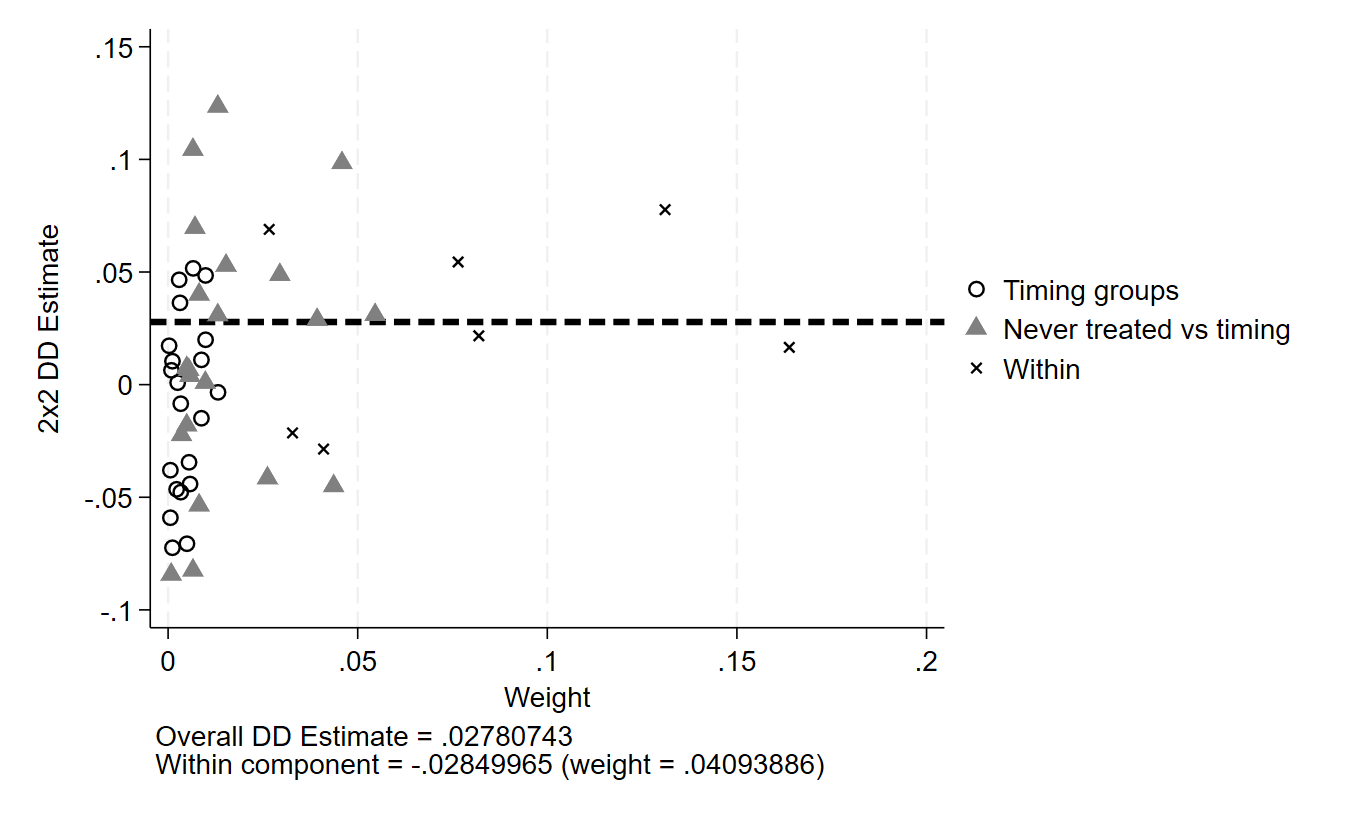 2x2 DD Estimate
.15
.1
.05
0
-.05
-.1
0 .05 .1 .15 .2
Weight
Timing groups
Never treated vs timing
Within
Overall DD Estimate = .02780743
Within component = -.02849965 (weight = .04093886)